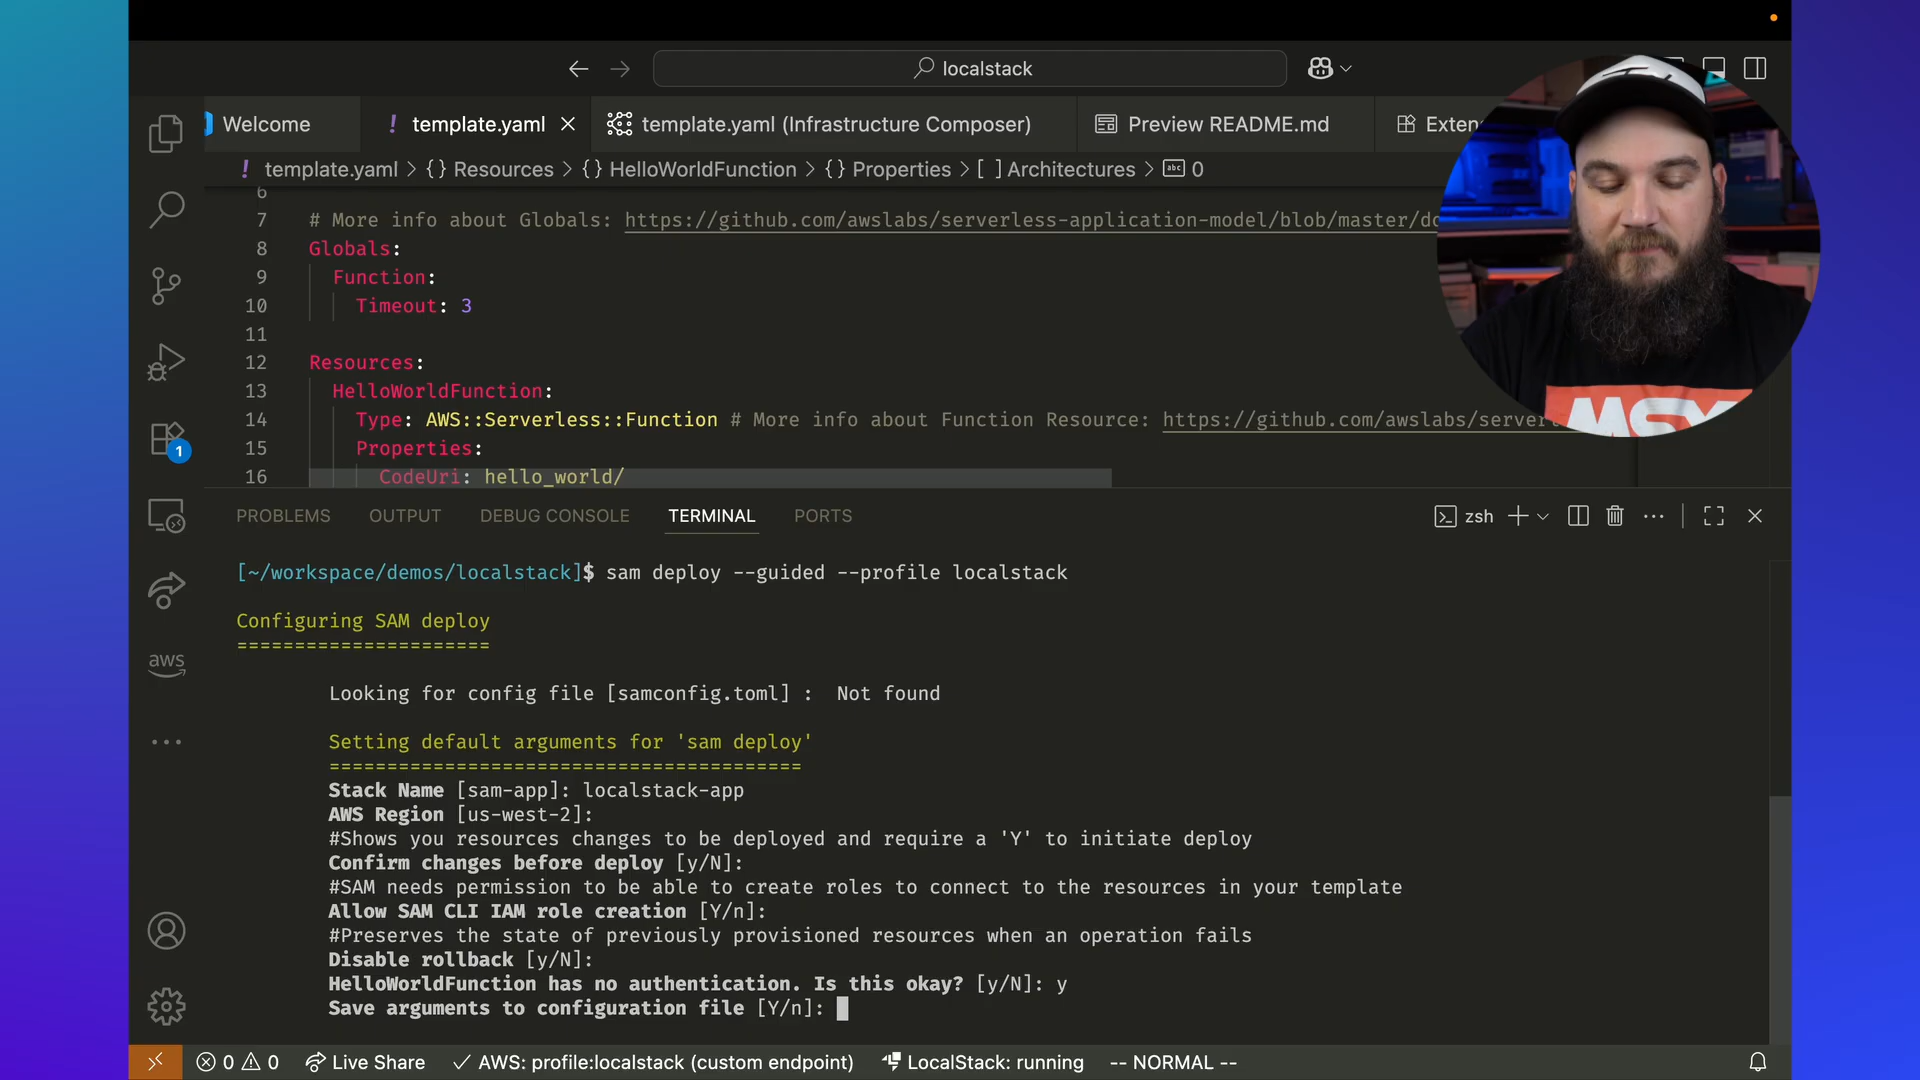 localstack
Welcome
! template.yaml
template.yaml (Infrastructure Composer)
Preview README.md
Exten
! template.yaml > {} Resources > {} HelloWorldFunction > {} Properties > [ ] Architectures > abc 0
6
7 # More info about Globals: https://github.com/awslabs/serverless-application-model/blob/master/do
8 Globals:
9 Function:
10 Timeout: 3
11
12 Resources:
13 HelloWorldFunction:
14 Type: AWS::Serverless::Function # More info about Function Resource: https://github.com/awslabs/server
15 Properties:
16 CodeUri: hello_world/
MSX
1
aws
PROBLEMS OUTPUT DEBUG CONSOLE TERMINAL PORTS
zsh
[~/workspace/demos/localstack]$ sam deploy --guided --profile localstack
Configuring SAM deploy
======================
Looking for config file [samconfig.toml] : Not found
Setting default arguments for 'sam deploy'
=========================================
Stack Name [sam-app]: localstack-app
AWS Region [us-west-2]:
#Shows you resources changes to be deployed and require a 'Y' to initiate deploy
Confirm changes before deploy [y/N]:
#SAM needs permission to be able to create roles to connect to the resources in your template
Allow SAM CLI IAM role creation [Y/n]:
#Preserves the state of previously provisioned resources when an operation fails
Disable rollback [y/N]:
HelloWorldFunction has no authentication. Is this okay? [y/N]: y
Save arguments to configuration file [Y/n]:
0 0 Live Share AWS: profile:localstack (custom endpoint) LocalStack: running -- NORMAL --